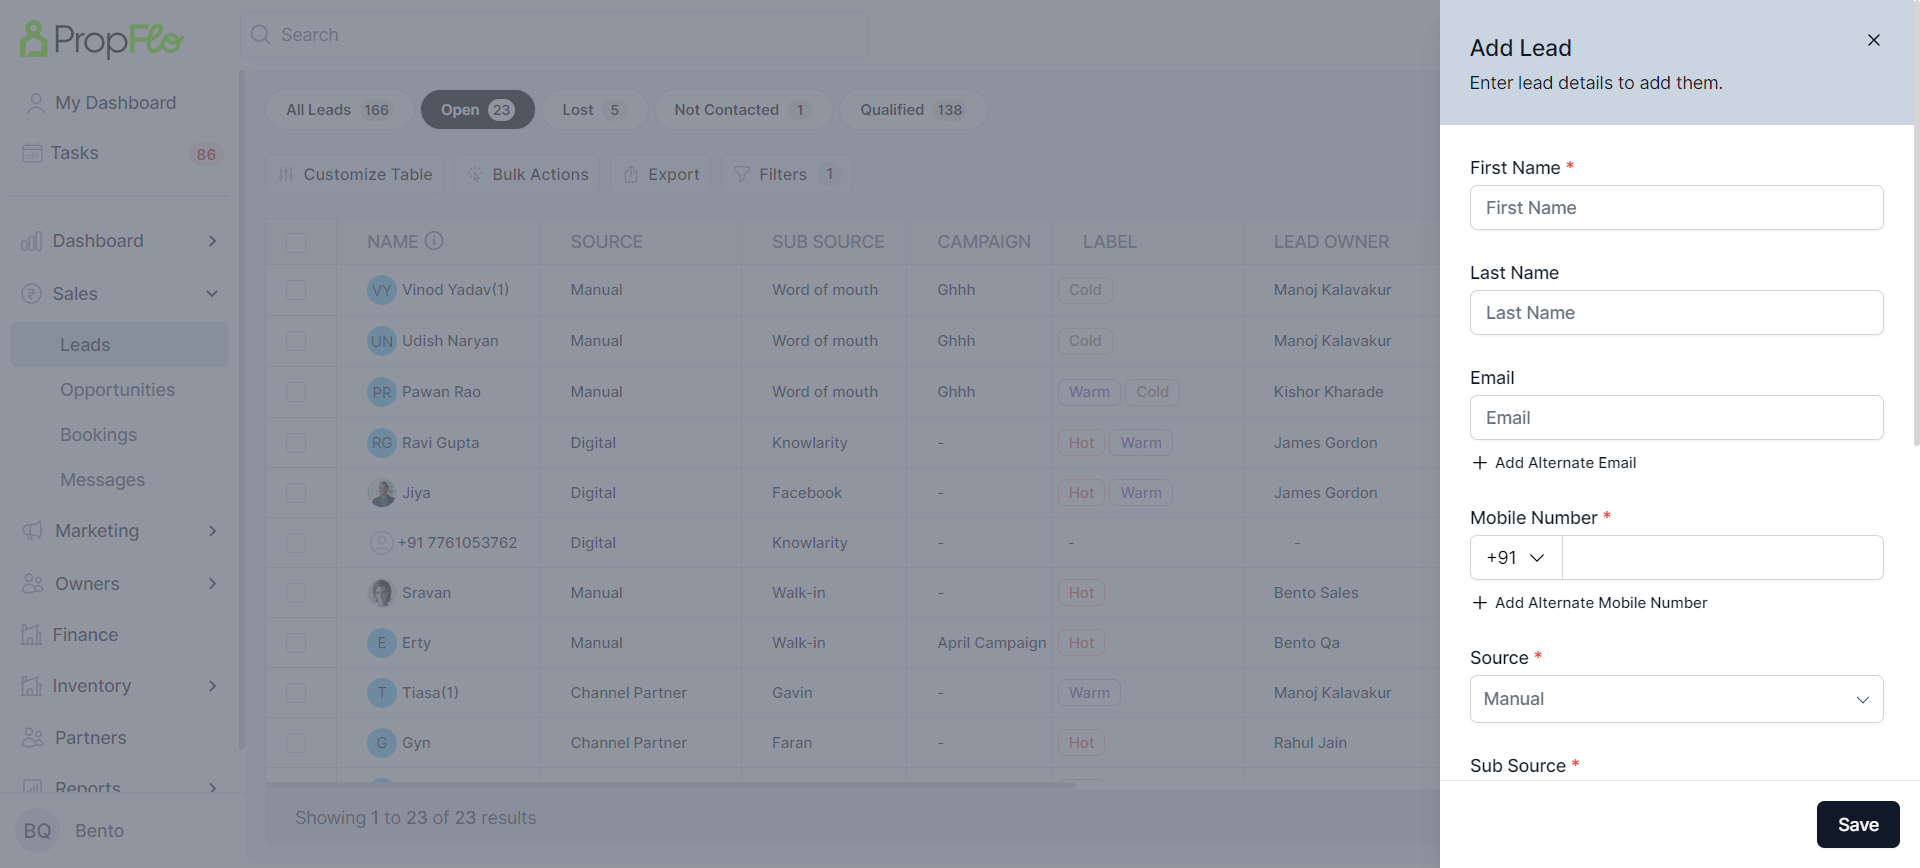 PropFlo
Search
My Dashboard
Tasks 86
Dashboard
Sales
Leads
Opportunities
Bookings
Messages
Marketing
Owners
Finance
Inventory
Partners
Reports
BQ Bento
All Leads 166 Open 23 Lost 5 Not Contacted 1 Qualified 138
Customize Table Bulk Actions Export Filters 1
NAME SOURCE SUB SOURCE CAMPAIGN LABEL LEAD OWNER
VY Vinod Yadav(1) Manual Word of mouth Ghhh Cold Manoj Kalavakur
UN Udish Naryan Manual Word of mouth Ghhh Cold Manoj Kalavakur
PR Pawan Rao Manual Word of mouth Ghhh Warm Cold Kishor Kharade
RG Ravi Gupta Digital Knowlarity - Hot Warm James Gordon
Jiya Digital Facebook - Hot Warm James Gordon
+91 7761053762 Digital Knowlarity - - -
Sravan Manual Walk-in - Hot Bento Sales
E Erty Manual Walk-in April Campaign Hot Bento Qa
T Tiasa(1) Channel Partner Gavin - Warm Manoj Kalavakur
G Gyn Channel Partner Faran - Hot Rahul Jain
Showing 1 to 23 of 23 results
Add Lead
Enter lead details to add them.
First Name *
First Name
Last Name
Last Name
Email
Email
+ Add Alternate Email
Mobile Number *
+91
+ Add Alternate Mobile Number
Source *
Manual
Sub Source *
Save